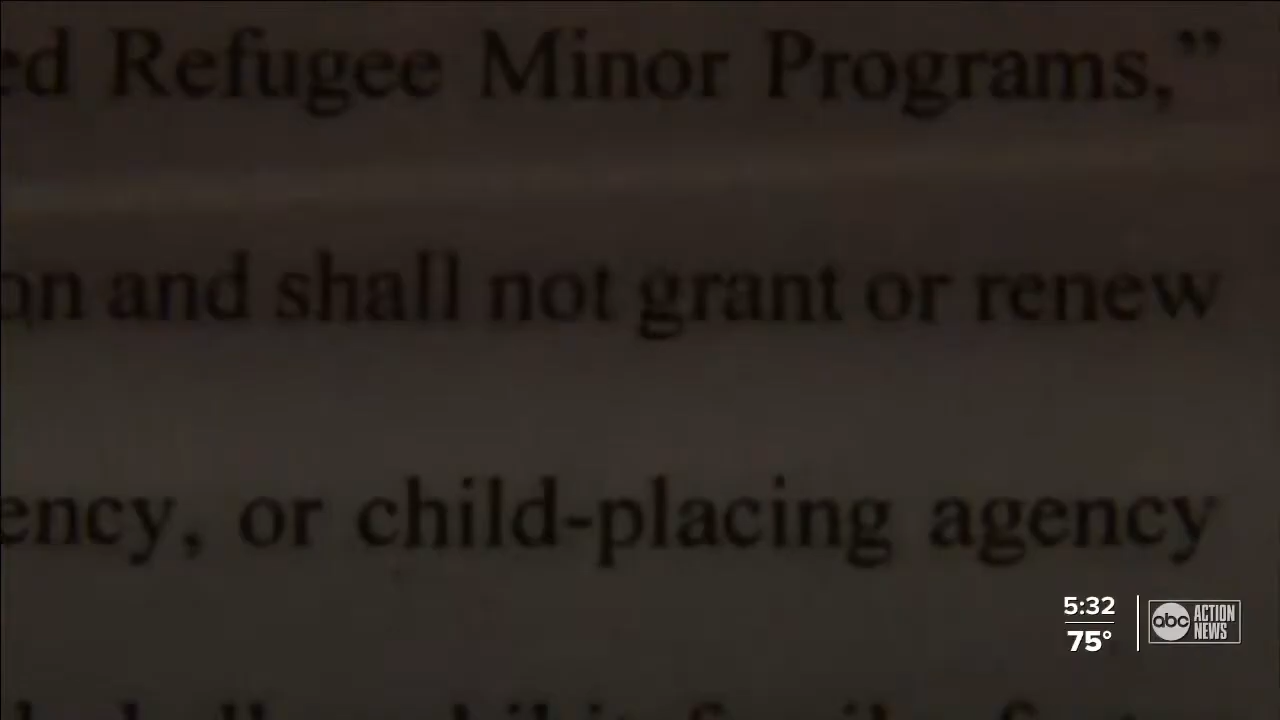 ed Refugee Minor Programs,”
on and shall not grant or renew
ency, or child-placing agency
5:32
75°
abc ACTION NEWS